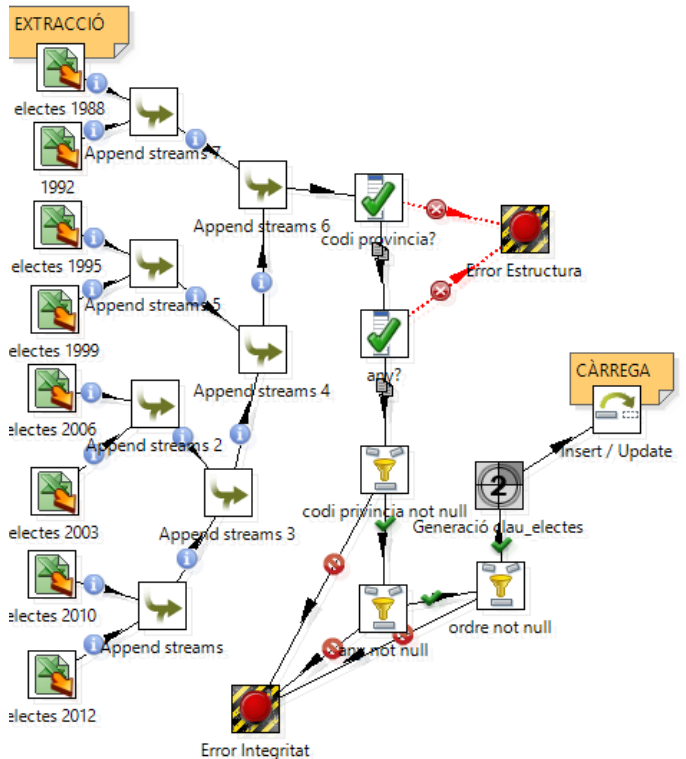 EXTRACCIÓ
electes 1988
Append streams 7
1992
Append streams 6
codi provincia?
electes 1995
Append streams 5
Error Estructura
electes 1999
any?
Append streams 4
CÀRREGA
electes 2006
Append streams 2
Insert / Update
codi privincia not null
2
Generació clau_electes
electes 2003
Append streams 3
electes 2010
ordre not null
Append streams
any not null
electes 2012
Error Integritat